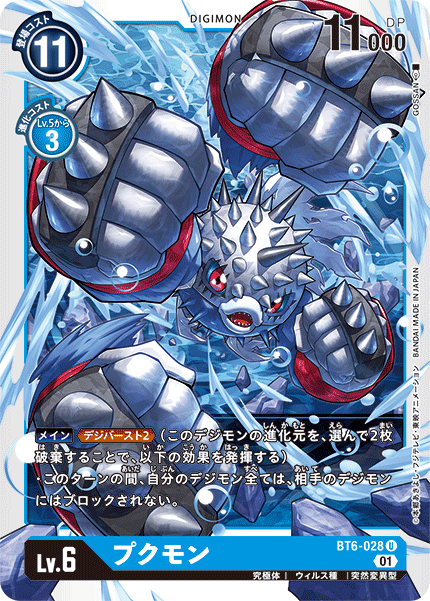 登場コスト
11
DIGIMON
DP
11000
進化コスト
Lv.5から
3
GOSSAN
©本郷あきよし・フジテレビ・東映アニメーション BANDAI MADE IN JAPAN
メイン デジバースト2 (このデジモンの進化元を、選んで2枚
破棄することで、以下の効果を発揮する)
・このターンの間、自分のデジモン全ては、相手のデジモン
にはブロックされない。
Lv.6
プクモン
BT6-028 U
01
究極体 | ウィルス種 | 突然変異型